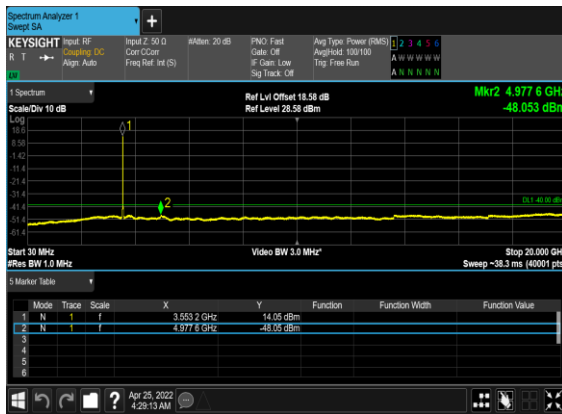 Spectrum Analyzer 1
Swept SA
KEYSIGHT Input: RF Input Z: 50 Ω #Atten: 20 dB PNO: Fast Avg Type: Power (RMS) 1 2 3 4 5 6
R T Coupling: DC Corr CCorr Gate: Off Avg|Hold: 100/100 A W W W W W
Align: Auto Freq Ref: Int (S) IF Gain: Low Trig: Free Run
LXI Sig Track: Off A N N N N N
1 Spectrum Ref Lvl Offset 18.58 dB Mkr2 4.977 6 GHz
Scale/Div 10 dB Ref Level 28.58 dBm -48.053 dBm
Log
18.6
8.58
-1.42
-11.4
-21.4
-31.4
-41.4
-51.4
-61.4
1
2
DL1 -40.00 dBm
Start 30 MHz Video BW 3.0 MHz* Stop 20.000 GHz
#Res BW 1.0 MHz Sweep ~38.3 ms (40001 pts)
5 Marker Table
Mode Trace Scale X Y Function Function Width Function Value
1 N 1 f 3.553 2 GHz 14.05 dBm
2 N 1 f 4.977 6 GHz -48.05 dBm
3
4
5
6
? Apr 25, 2022
4:29:13 AM